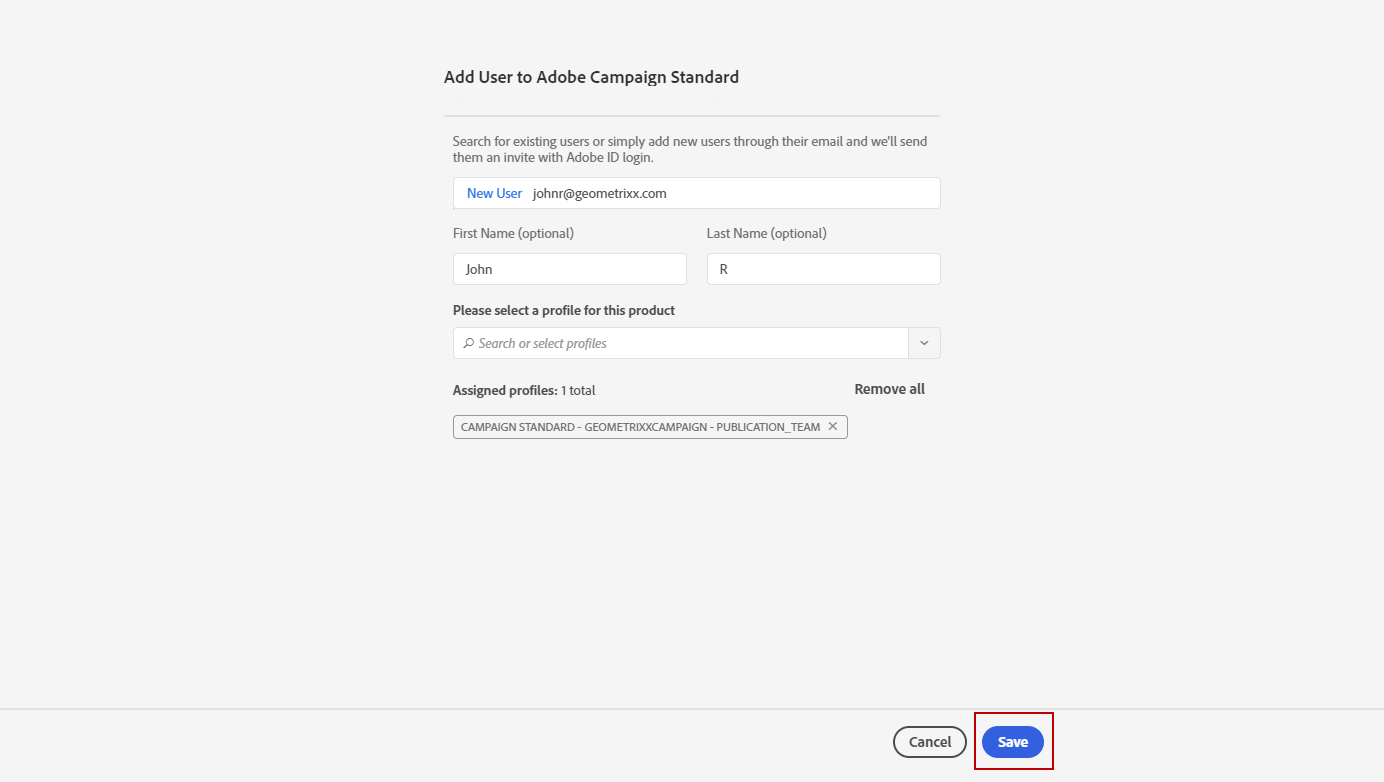 Add User to Adobe Campaign Standard
Search for existing users or simply add new users through their email and we'll send
them an invite with Adobe ID login.
New User johnr@geometrixx.com
First Name (optional) Last Name (optional)
John R
Please select a profile for this product
Search or select profiles
Assigned profiles: 1 total Remove all
CAMPAIGN STANDARD - GEOMETRIXXCAMPAIGN - PUBLICATION_TEAM
Cancel Save